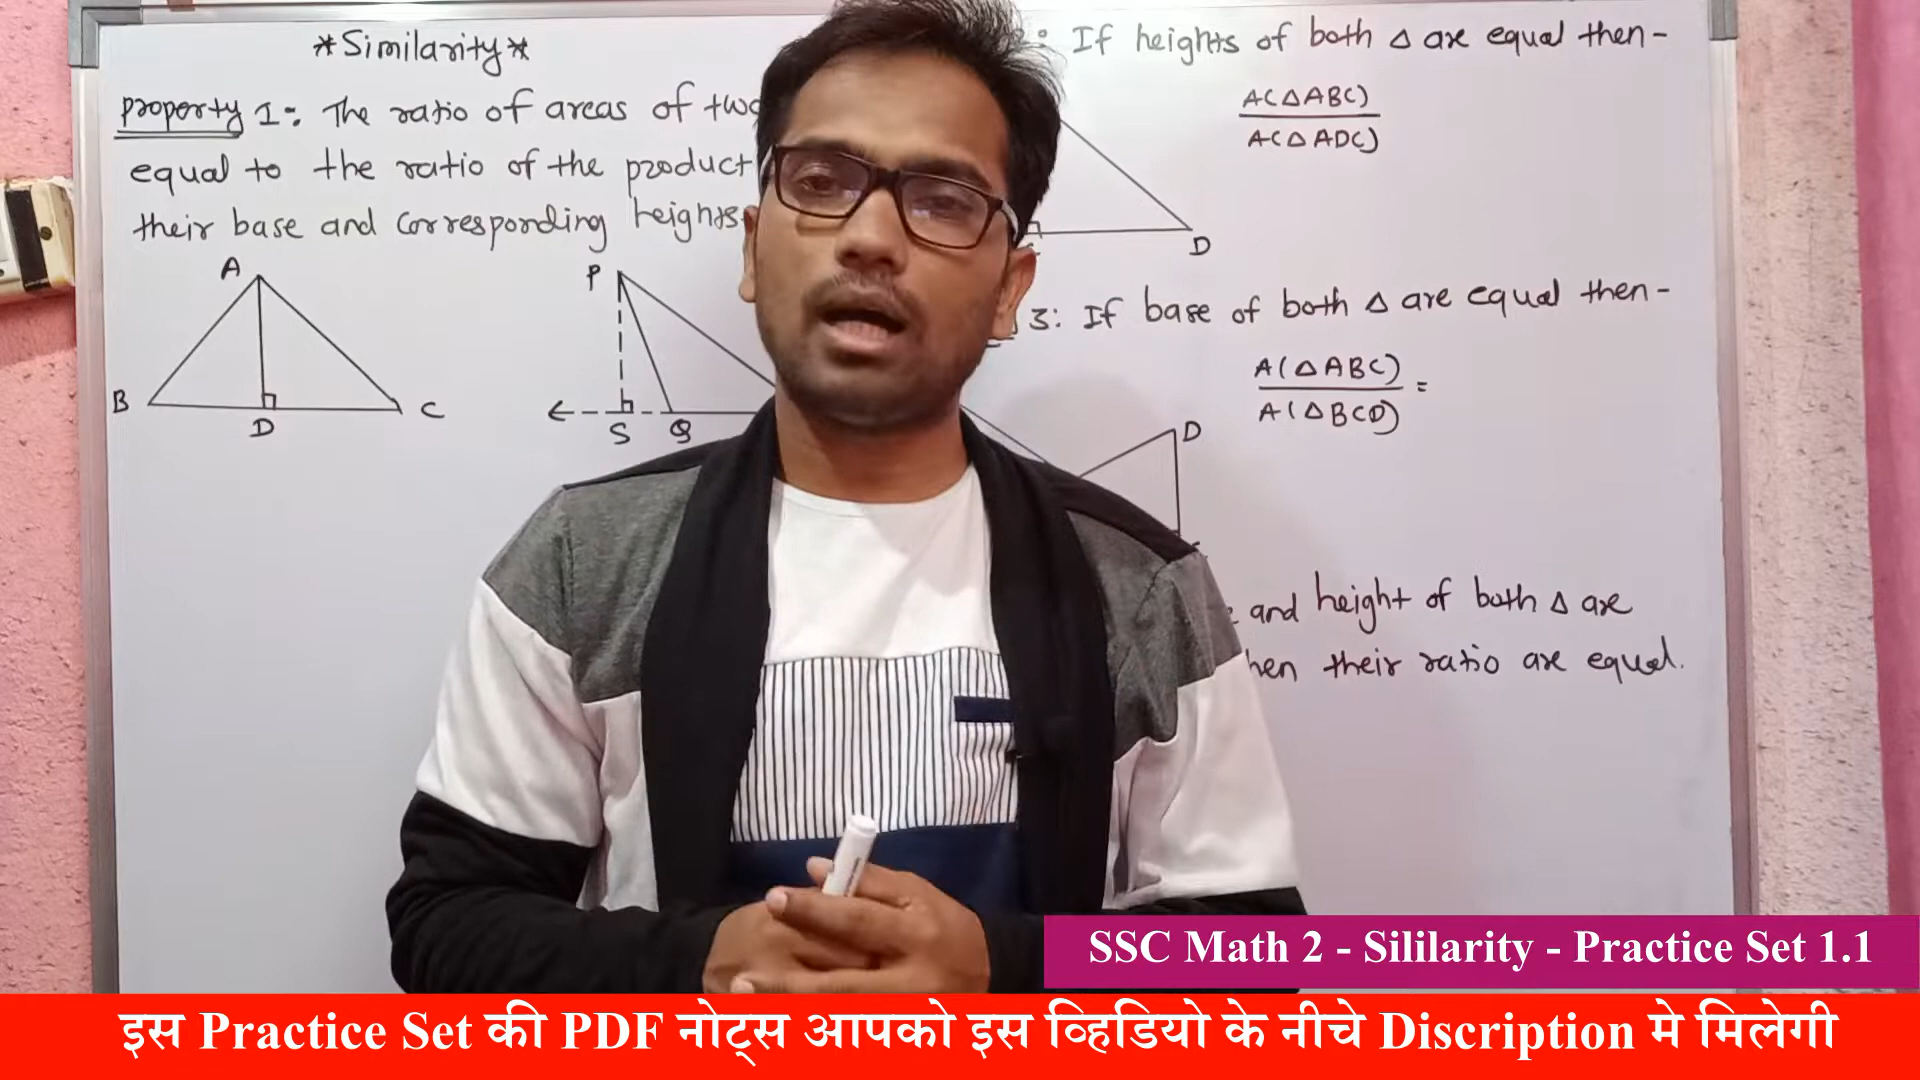 *Similarity*
Property 1: The ratio of areas of two
equal to the ratio of the product
their base and corresponding heights.
A
B
D
C
P
S Q
: If heights of both Δ are equal then-
A(ΔABC)
A(ΔADC)
D
3: If base of both Δ are equal then-
A(ΔABC) =
A(ΔBCD)
D
and height of both Δ are
hen their ratio are equal.
SSC Math 2 - Sililarity - Practice Set 1.1
इस Practice Set की PDF नोट्स आपको इस व्हिडियो के नीचे Discription मे मिलेगी